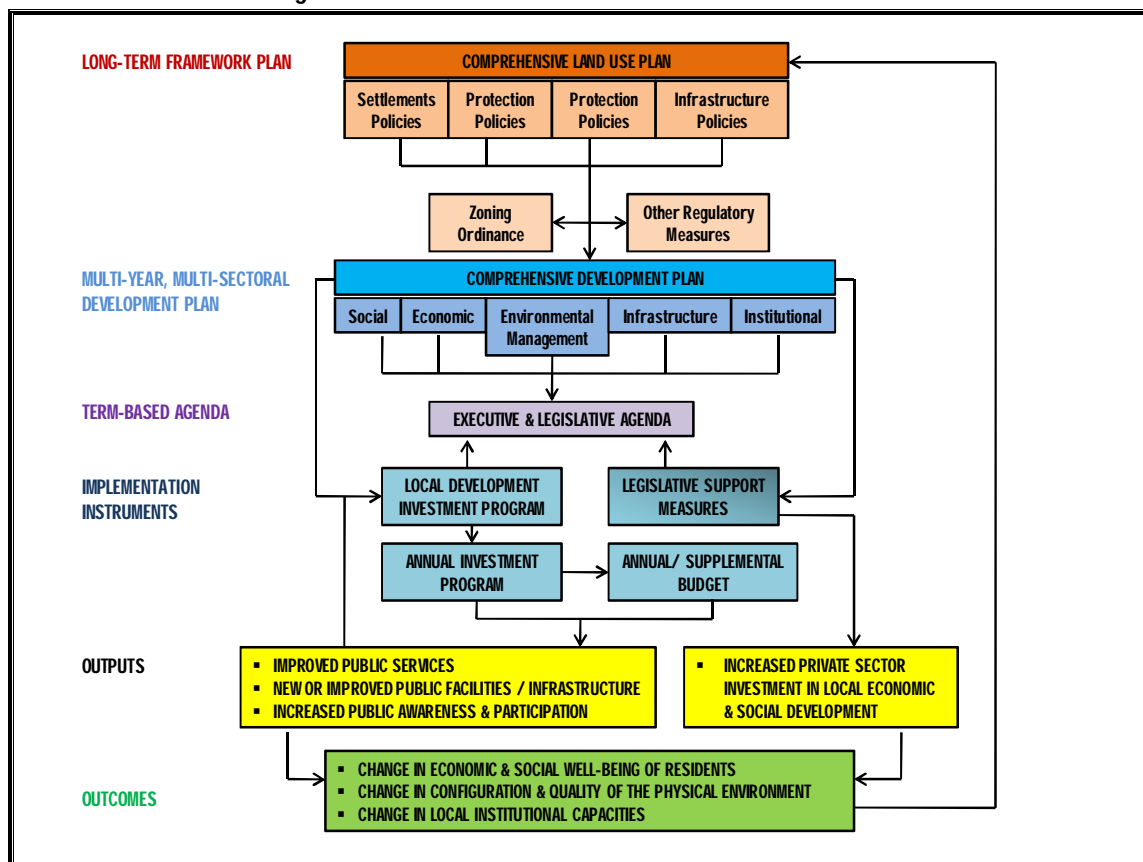 LONG-TERM FRAMEWORK PLAN
COMPREHENSIVE LAND USE PLAN
Settlements
Policies
Protection
Policies
Protection
Policies
Infrastructure
Policies
Zoning
Ordinance
Other Regulatory
Measures
MULTI-YEAR, MULTI-SECTORAL
DEVELOPMENT PLAN
COMPREHENSIVE DEVELOPMENT PLAN
Social
Economic
Environmental
Management
Infrastructure
Institutional
TERM-BASED AGENDA
EXECUTIVE & LEGISLATIVE AGENDA
IMPLEMENTATION
INSTRUMENTS
LOCAL DEVELOPMENT
INVESTMENT PROGRAM
LEGISLATIVE SUPPORT
MEASURES
ANNUAL INVESTMENT
PROGRAM
ANNUAL/ SUPPLEMENTAL
BUDGET
OUTPUTS
▪ IMPROVED PUBLIC SERVICES
▪ NEW OR IMPROVED PUBLIC FACILITIES / INFRASTRUCTURE
▪ INCREASED PUBLIC AWARENESS & PARTICIPATION
▪ INCREASED PRIVATE SECTOR
INVESTMENT IN LOCAL ECONOMIC
& SOCIAL DEVELOPMENT
OUTCOMES
▪ CHANGE IN ECONOMIC & SOCIAL WELL-BEING OF RESIDENTS
▪ CHANGE IN CONFIGURATION & QUALITY OF THE PHYSICAL ENVIRONMENT
▪ CHANGE IN LOCAL INSTITUTIONAL CAPACITIES